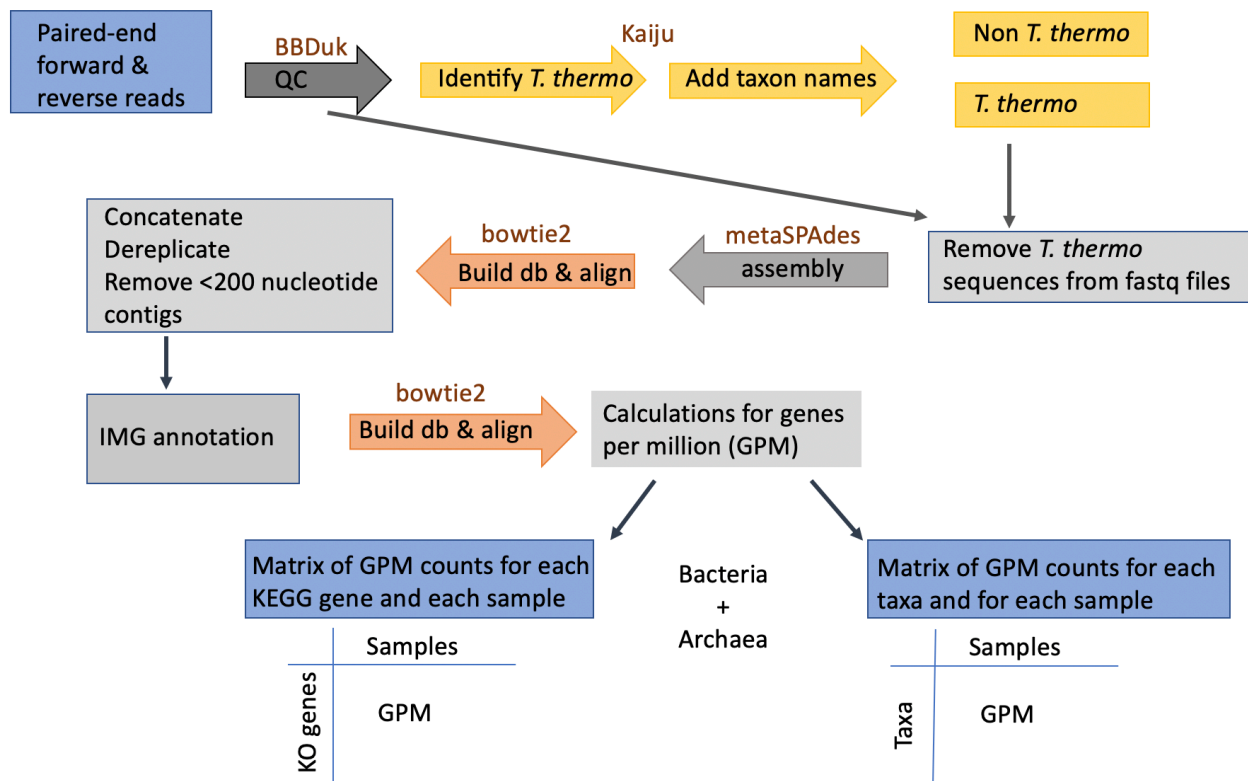 Paired-end
forward &
reverse reads
BBDuk
QC
Kaiju
Identify T. thermo
Add taxon names
Non T. thermo
T. thermo
Concatenate
Dereplicate
Remove <200 nucleotide
contigs
bowtie2
Build db & align
metaSPAdes
assembly
Remove T. thermo
sequences from fastq files
IMG annotation
bowtie2
Build db & align
Calculations for genes
per million (GPM)
Matrix of GPM counts for each
KEGG gene and each sample
Bacteria
+
Archaea
Matrix of GPM counts for each
taxa and for each sample
Samples
KO genes
GPM
Samples
Taxa
GPM